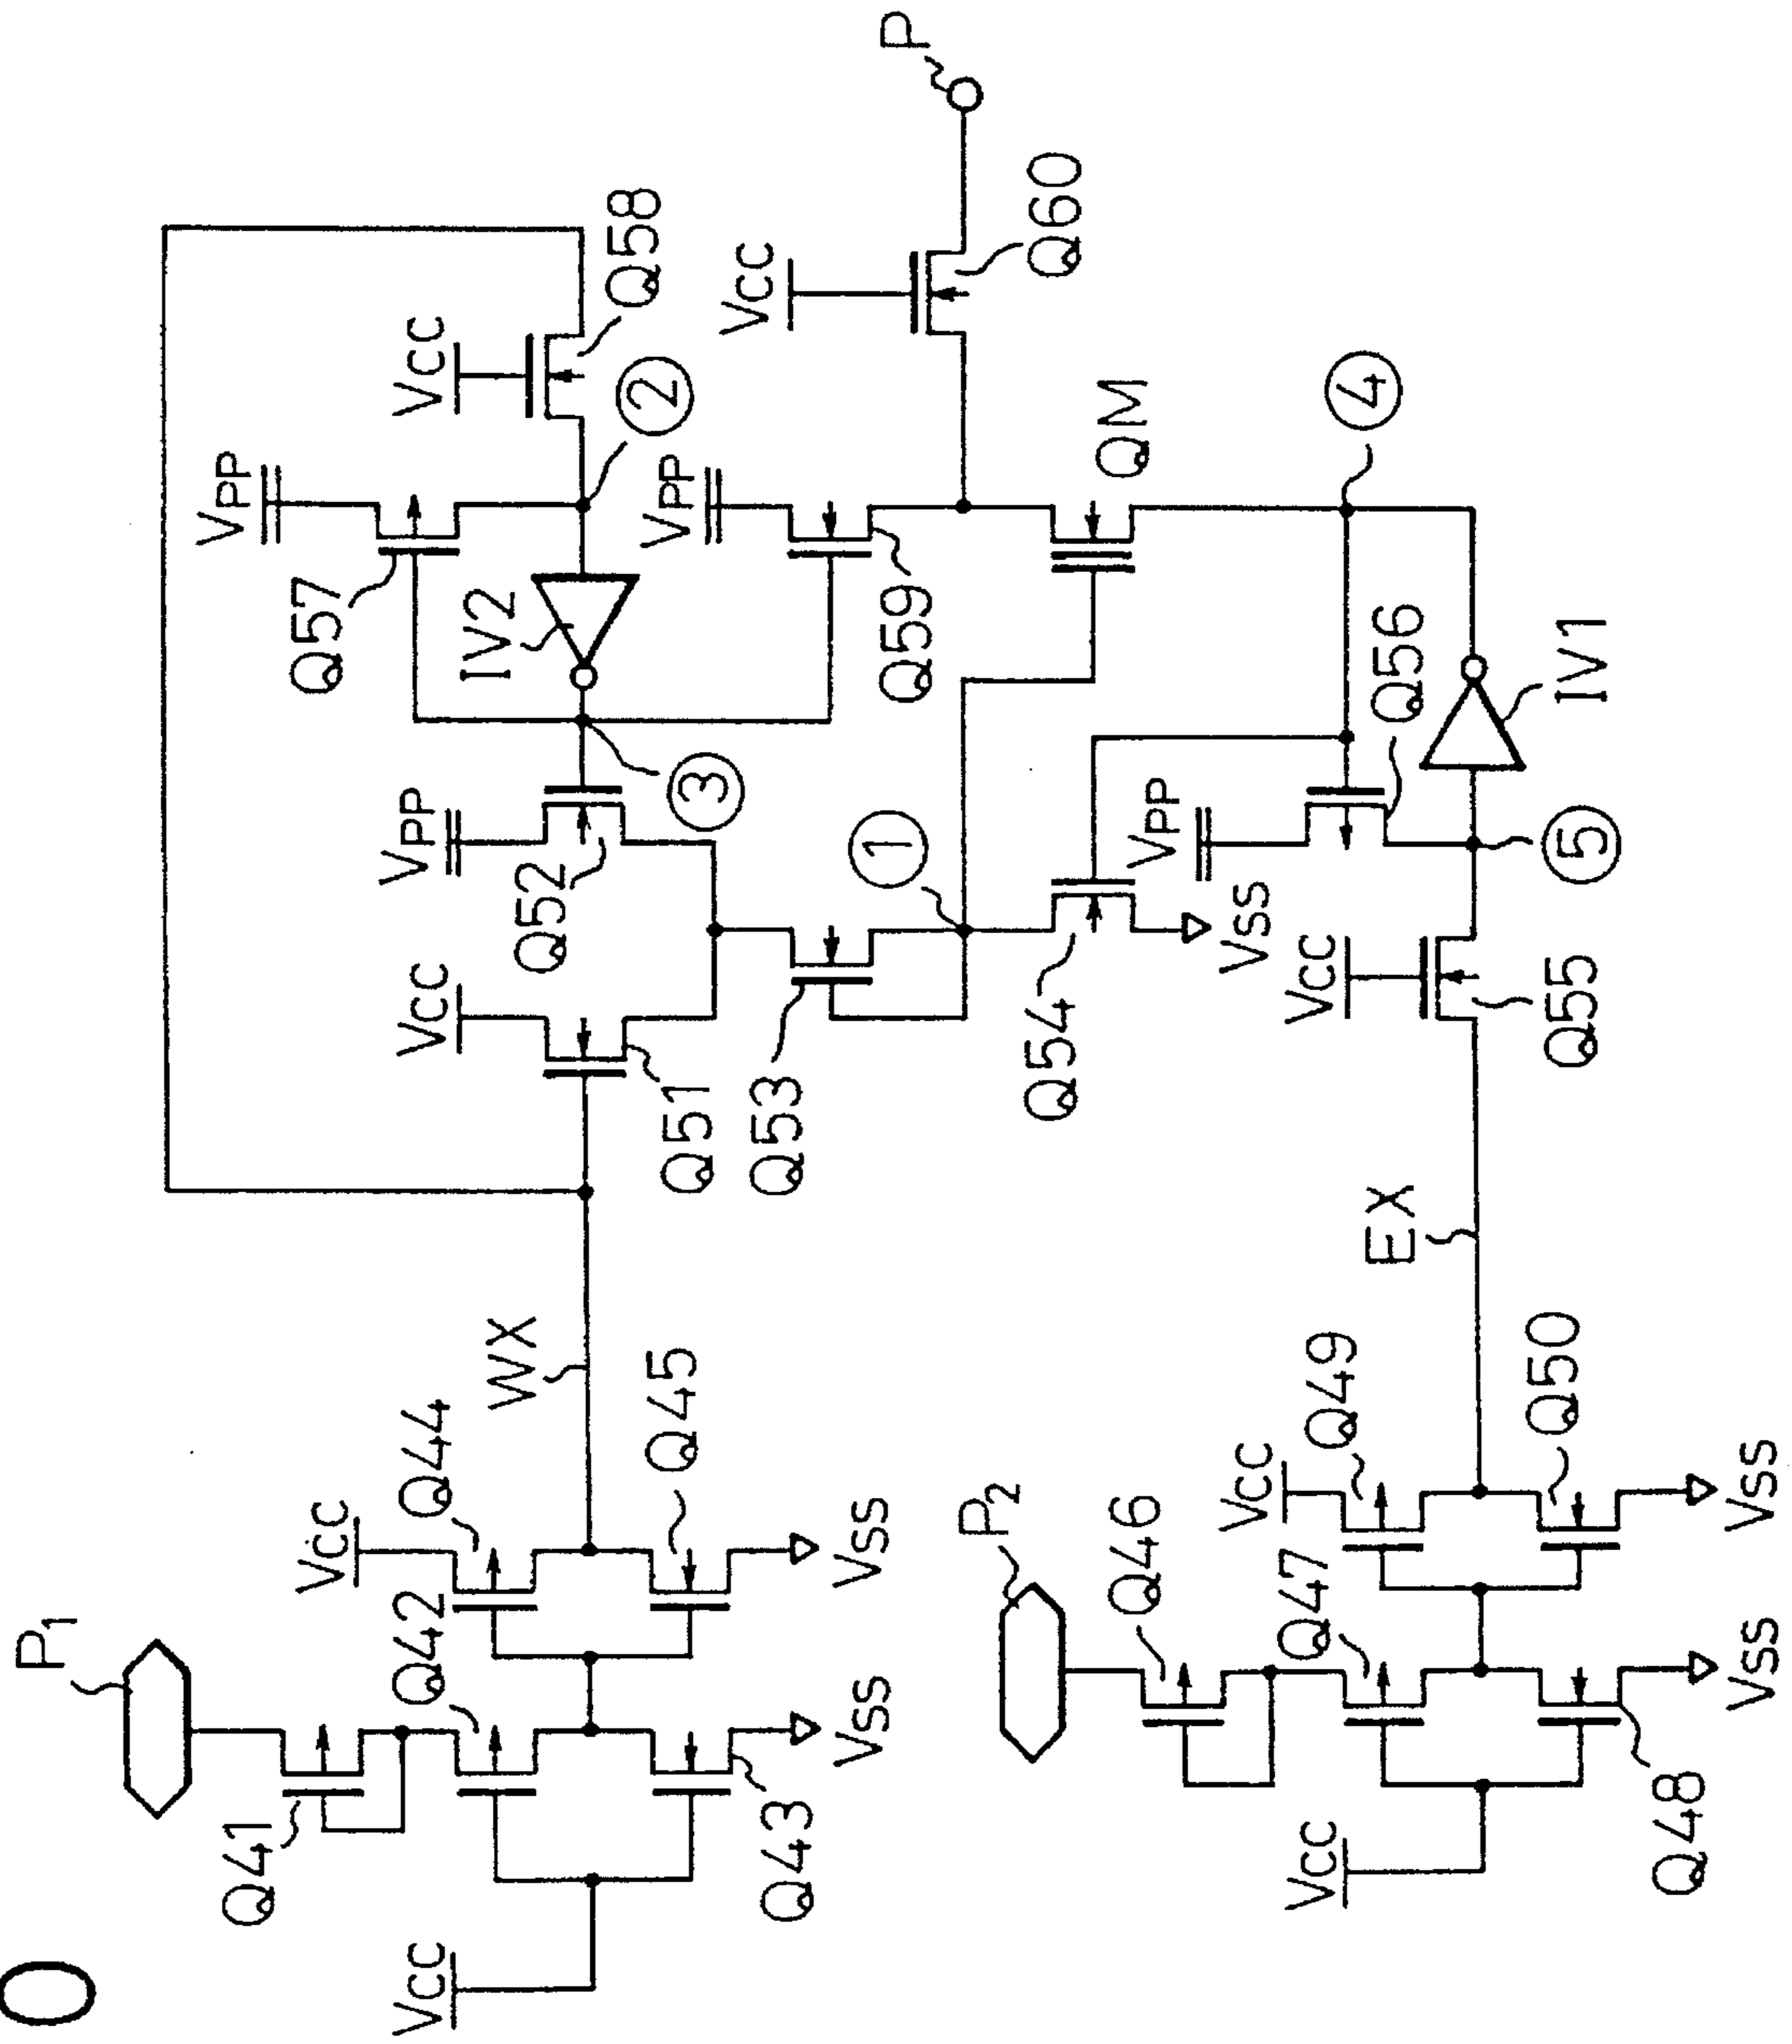 0
P1
VPP
Q41
Q57
VCC
VPP
VCC
Q42
Q44
VCC
VCC
IV2
WX
Q52
Q58
2
Q45
Q51
VPP
3
VCC
Q53
Q43
VSS
VSS
1
Q59
P
P2
Q54
Q60
Q46
QM
VPP
VCC
VSS
Q47
VCC
VCC
Q49
4
EX
Q56
Q50
Q55
5
IV1
Q48
VSS
VSS